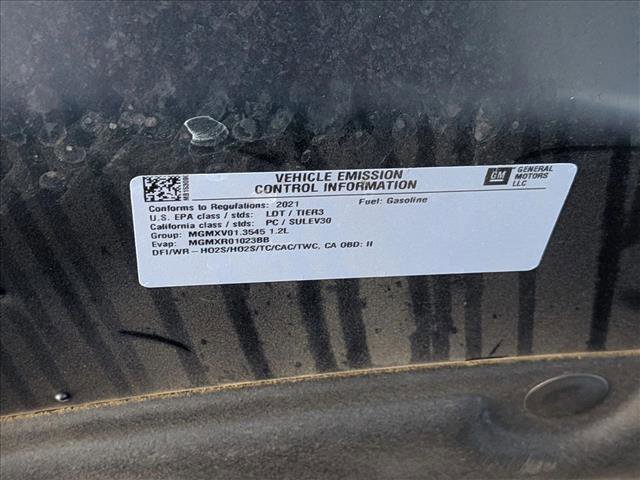 VEHICLE EMISSION
CONTROL INFORMATION
GM GENERAL MOTORS LLC
Conforms to Regulations: 2021 Fuel: Gasoline
U.S. EPA class / stds: LDT / TIER3
California class / stds: PC / SULEV30
Group: MGMXV01.3545 1.2L
Evap: MGMXR01023BB
DFI/WR-HO2S/HO2S/TC/CAC/TWC, CA OBD: II